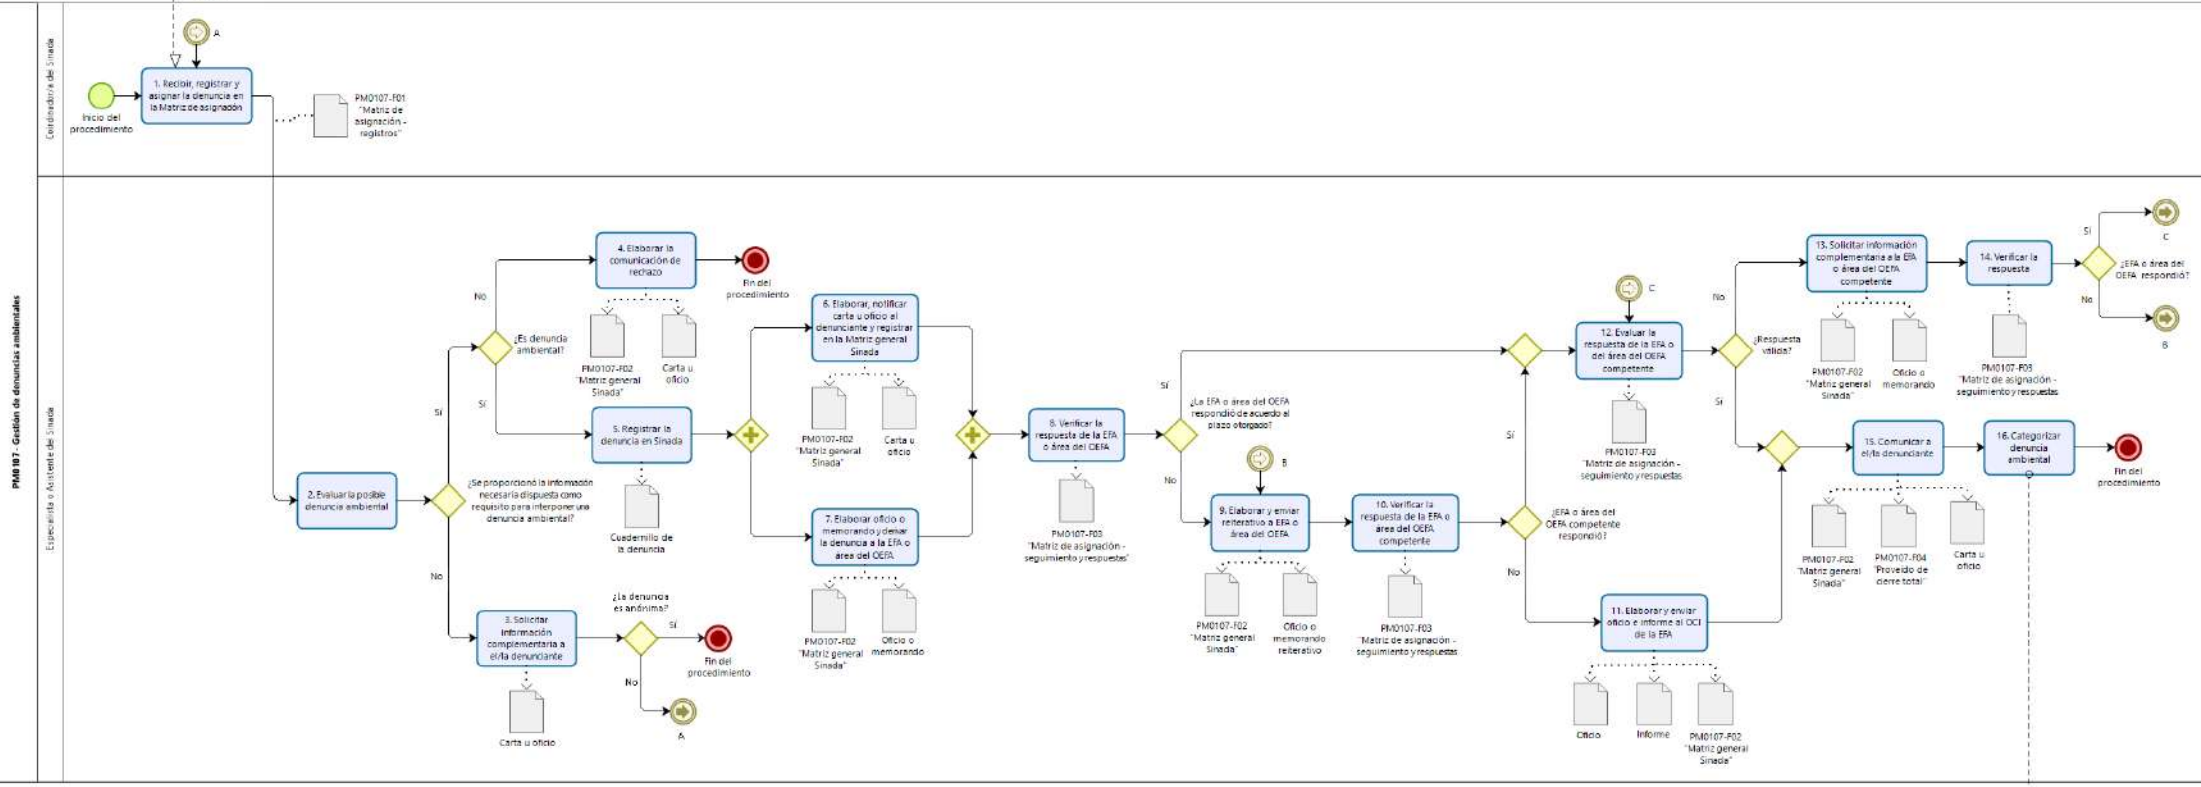 PM0107 - Gestión de denuncias ambientales
Coordinador/a del Sinada
Especialista o Asistente del Sinada
A
Inicio del
procedimiento
1. Recibir, registrar y
asignar la denuncia en
la Matriz de asignación
PM0107-F01
"Matriz de
asignación -
registros"
2. Evaluar la posible
denuncia ambiental
¿Se proporcionó la información
necesaria dispuesta como
requisito para interponer una
denuncia ambiental?
Sí
No
¿Es denuncia
ambiental?
No
Sí
4. Elaborar la
comunicación de
rechazo
PM0107-F02
"Matriz general
Sinada"
Carta u
oficio
Fin del
procedimiento
5. Registrar la
denuncia en Sinada
Cuadernillo de
la denuncia
3. Solicitar
información
complementaria a
el/la denunciante
Carta u oficio
¿La denuncia
es anónima?
Sí
Fin del
procedimiento
No
A
6. Elaborar, notificar
carta u oficio al
denunciante y registrar
en la Matriz general
Sinada
PM0107-F02
"Matriz general
Sinada"
Carta u
oficio
7. Elaborar oficio o
memorando y derivar
la denuncia a la EFA o
área del OEFA
PM0107-F02
"Matriz general
Sinada"
Oficio o
memorando
8. Verificar la
respuesta de la EFA
o área del OEFA
PM0107-F03
"Matriz de asignación -
seguimiento y respuestas"
¿La EFA o área del OEFA
respondió de acuerdo al
plazo otorgado?
Sí
No
B
9. Elaborar y enviar
reiterativo a EFA o
área del OEFA
PM0107-F02
"Matriz general
Sinada"
Oficio o
memorando
reiterativo
10. Verificar la
respuesta de la EFA o
área del OEFA
competente
PM0107-F03
"Matriz de asignación -
seguimiento y respuestas
¿EFA o área del
OEFA competente
respondió?
Sí
No
11. Elaborar y enviar
oficio e informe al OCI
de la EFA
Oficio
Informe
PM0107-F02
"Matriz general
Sinada"
C
12. Evaluar la
respuesta de la EFA o
del área del OEFA
competente
PM0107-F03
"Matriz de asignación -
seguimiento y respuestas
¿Respuesta
válida?
No
Sí
13. Solicitar información
complementaria a la EFA
o área del OEFA
competente
PM0107-F02
"Matriz general
Sinada"
Oficio o
memorando
14. Verificar la
respuesta
PM0107-F03
"Matriz de asignación -
seguimiento y respuestas
¿EFA o área del
OEFA respondió?
Sí
C
No
B
15. Comunicar a
el/la denunciante
PM0107-F02
"Matriz general
Sinada"
PM0107-F04
"Proveído de
cierre total"
Carta u
oficio
16. Categorizar
denuncia
ambiental
Fin del
procedimiento